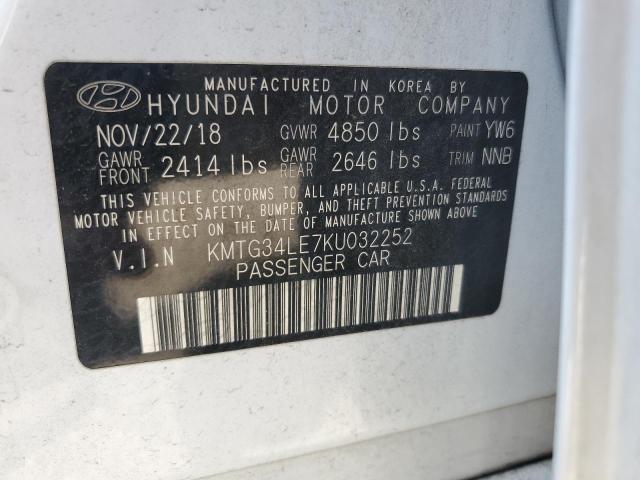 MANUFACTURED IN KOREA BY
HYUNDAI MOTOR COMPANY
NOV/22/18 GVWR 4850 lbs PAINT YW6
GAWR FRONT 2414 lbs GAWR REAR 2646 lbs TRIM NNB
THIS VEHICLE CONFORMS TO ALL APPLICABLE U.S.A. FEDERAL
MOTOR VEHICLE SAFETY, BUMPER, AND THEFT PREVENTION STANDARDS
IN EFFECT ON THE DATE OF MANUFACTURE SHOWN ABOVE.
V.I.N KMTG34LE7KU032252
PASSENGER CAR